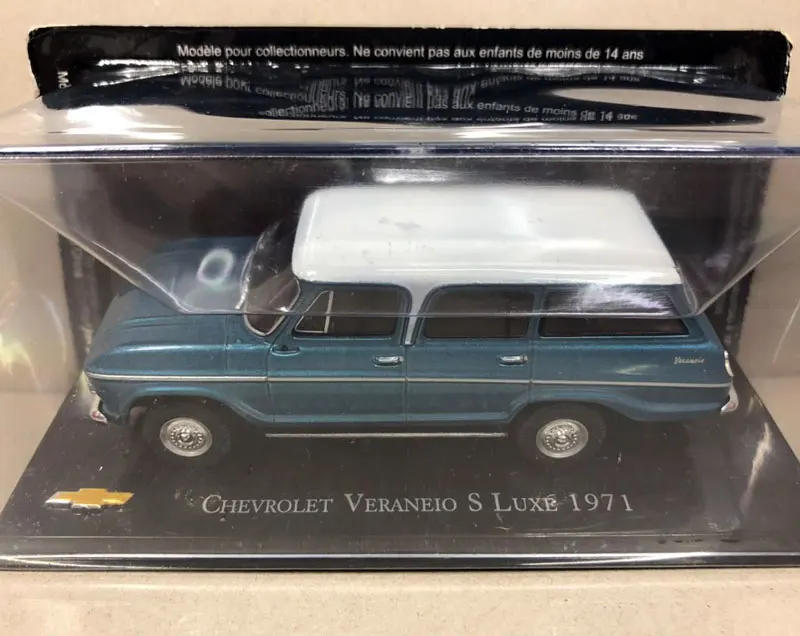 Modèle pour collectionneurs. Ne convient pas aux enfants de moins de 14 ans
Veraneio
CHEVROLET VERANEIO S LUXE 1971